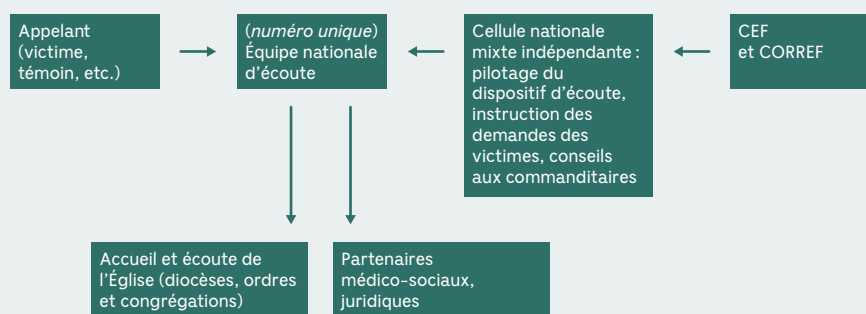 Appelant
(victime,
témoin, etc.)
(numéro unique)
Équipe nationale
d’écoute
Cellule nationale
mixte indépendante :
pilotage du
dispositif d’écoute,
instruction des
demandes des
victimes, conseils
aux commanditaires
CEF
et CORREF
Accueil et écoute de
l’Église (diocèses, ordres
et congrégations)
Partenaires
médico-sociaux,
juridiques